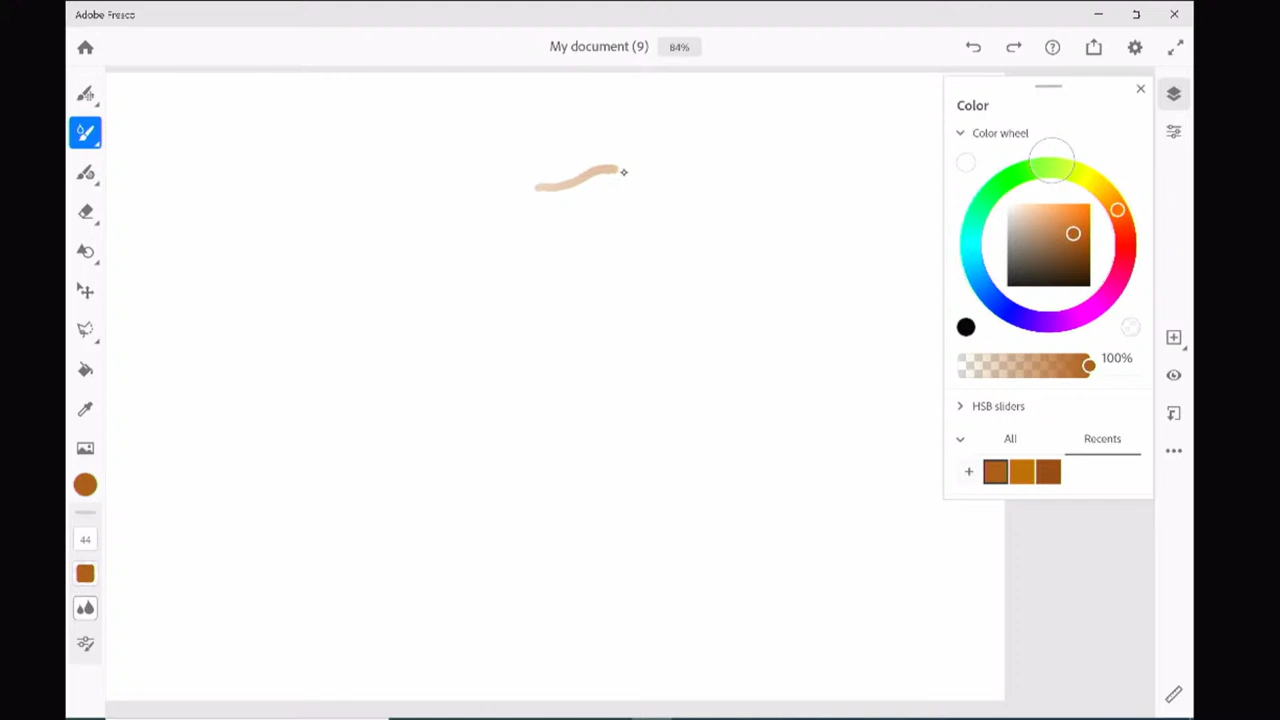 Adobe Fresco
My document (9) 84%
Color
Color wheel
100%
HSB sliders
All Recents
44